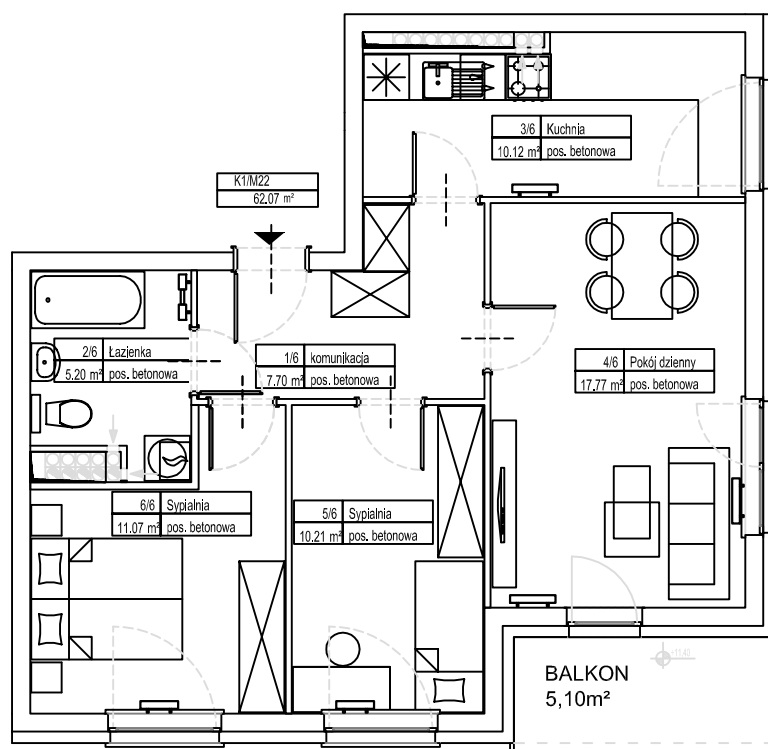 3/6 Kuchnia
10.12 m² pos. betonowa
K1/M22
62.07 m²
2/6 Łazienka
5.20 m² pos. betonowa
1/6 komunikacja
7.70 m² pos. betonowa
4/6 Pokój dzienny
17.77 m² pos. betonowa
6/6 Sypialnia
11.07 m² pos. betonowa
5/6 Sypialnia
10.21 m² pos. betonowa
+11.40
BALKON
5,10m²